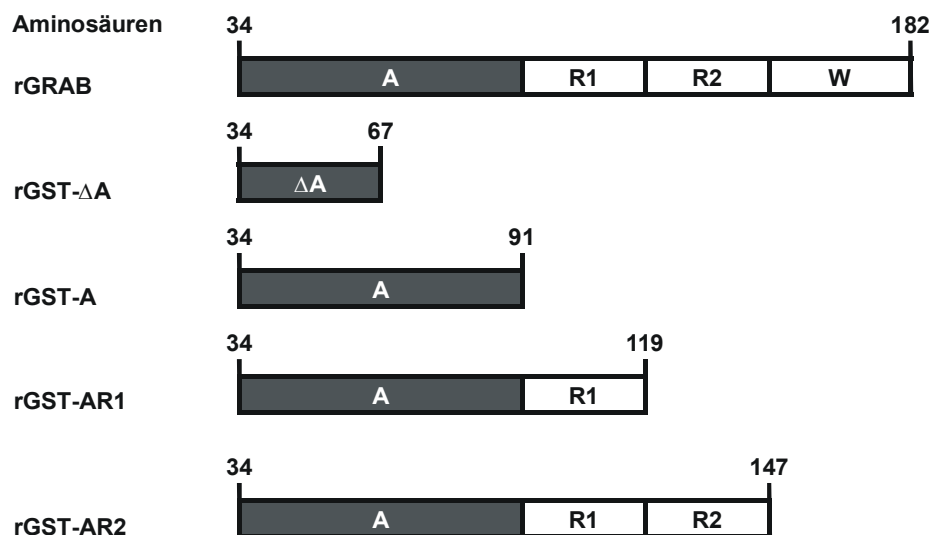 Aminosäuren 34 182
rGRAB A R1 R2 W
34 67
rGST-ΔA ΔA
34 91
rGST-A A
34 119
rGST-AR1 A R1
34 147
rGST-AR2 A R1 R2